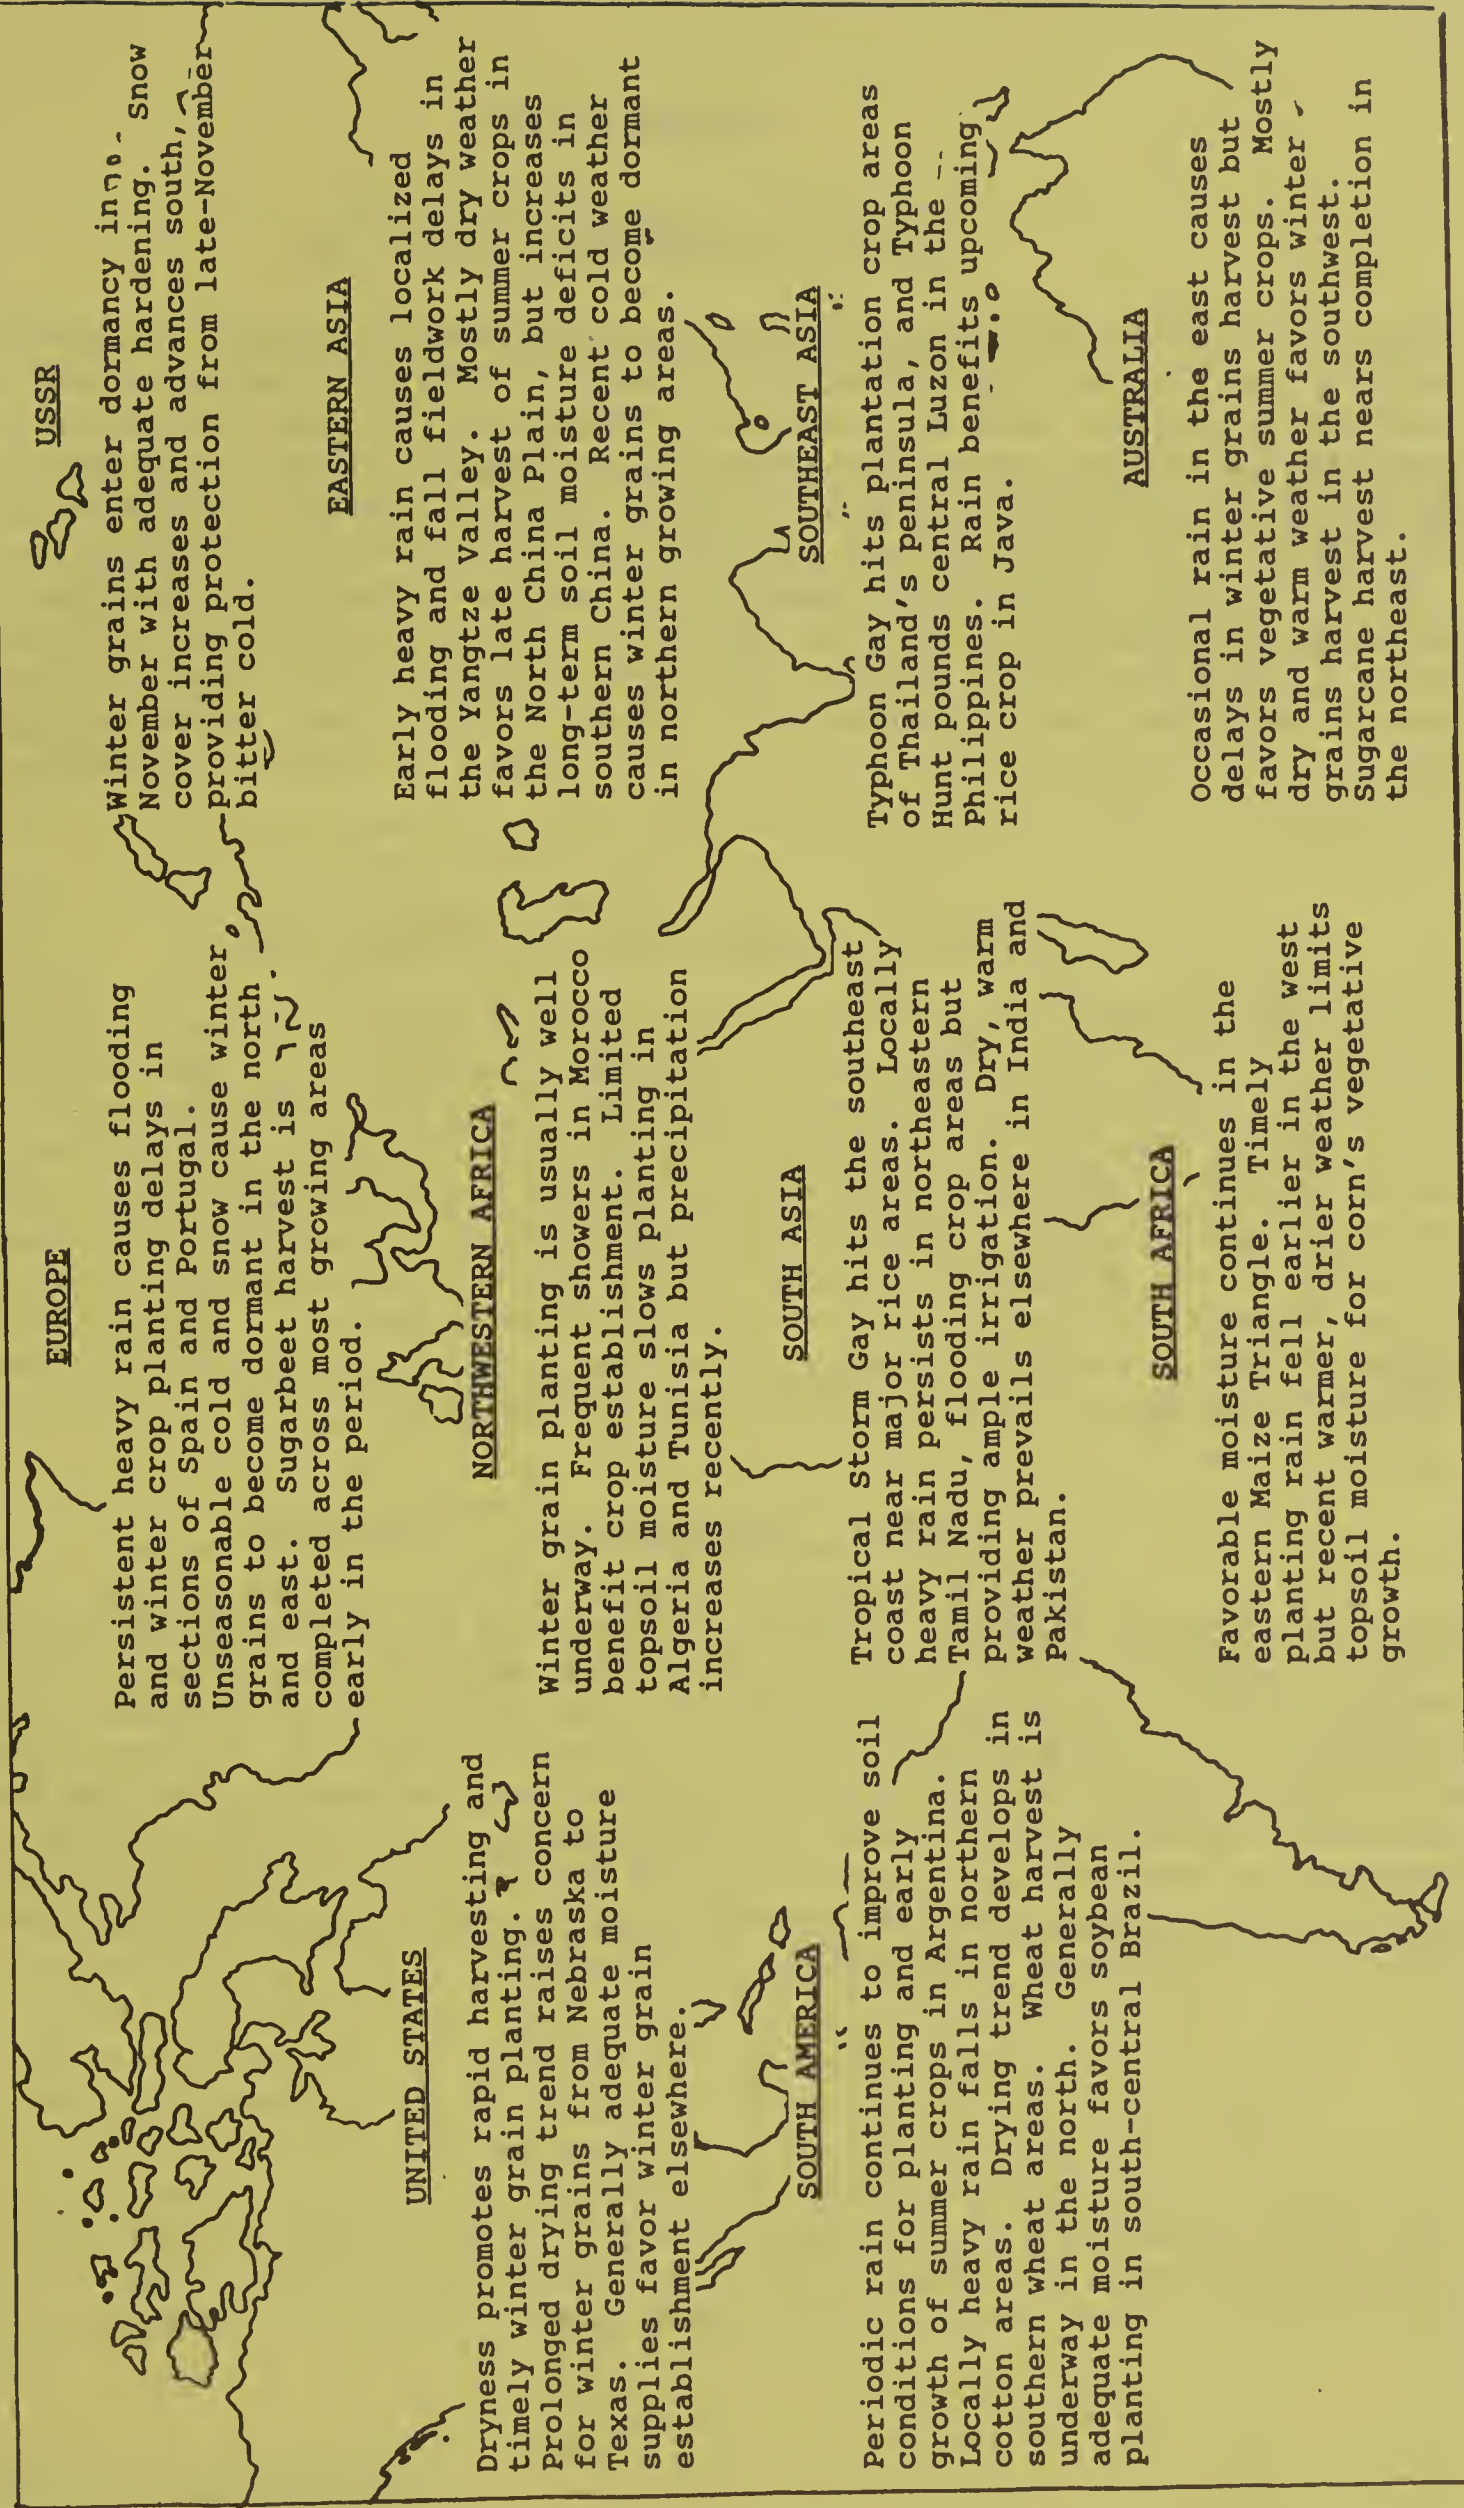 UNITED STATES
Dryness promotes rapid harvesting and
timely winter grain planting.
Prolonged drying trend raises concern
for winter grains from Nebraska to
Texas. Generally adequate moisture
supplies favor winter grain
establishment elsewhere.
SOUTH AMERICA
Periodic rain continues to improve soil
conditions for planting and early
growth of summer crops in Argentina.
Locally heavy rain falls in northern
cotton areas. Drying trend develops in
southern wheat areas. Wheat harvest is
underway in the north. Generally
adequate moisture favors soybean
planting in south-central Brazil.
EUROPE
Persistent heavy rain causes flooding
and winter crop planting delays in
sections of Spain and Portugal.
Unseasonable cold and snow cause winter
grains to become dormant in the north
and east. Sugarbeet harvest is
completed across most growing areas
early in the period.
NORTHWESTERN AFRICA
Winter grain planting is usually well
underway. Frequent showers in Morocco
benefit crop establishment. Limited
topsoil moisture slows planting in
Algeria and Tunisia but precipitation
increases recently.
SOUTH ASIA
Tropical Storm Gay hits the southeast
coast near major rice areas. Locally
heavy rain persists in northeastern
Tamil Nadu, flooding crop areas but
providing ample irrigation. Dry, warm
weather prevails elsewhere in India and
Pakistan.
SOUTH AFRICA
Favorable moisture continues in the
eastern Maize Triangle. Timely
planting rain fell earlier in the west
but recent warmer, drier weather limits
topsoil moisture for corn's vegetative
growth.
USSR
Winter grains enter dormancy in
November with adequate hardening. Snow
cover increases and advances south,
providing protection from late-November
bitter cold.
EASTERN ASIA
Early heavy rain causes localized
flooding and fall fieldwork delays in
the Yangtze Valley. Mostly dry weather
favors late harvest of summer crops in
the North China Plain, but increases
long-term soil moisture deficits in
southern China. Recent cold weather
causes winter grains to become dormant
in northern growing areas.
SOUTHEAST ASIA
Typhoon Gay hits plantation crop areas
of Thailand's peninsula, and Typhoon
Hunt pounds central Luzon in the
Philippines. Rain benefits upcoming
rice crop in Java.
AUSTRALIA
Occasional rain in the east causes
delays in winter grains harvest but
favors vegetative summer crops. Mostly
dry and warm weather favors winter
grains harvest in the southwest.
Sugarcane harvest nears completion in
the northeast.